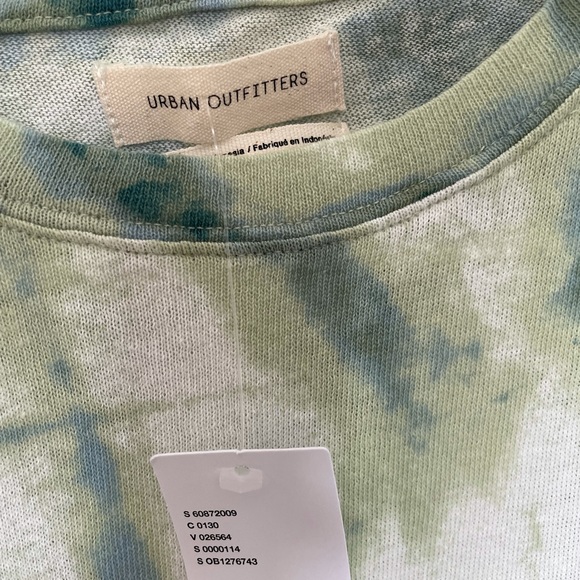 URBAN OUTFITTERS
/ Fabriqué en
S 60872009
C 0130
V 026564
S 0000114
S OB1276743